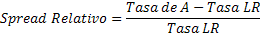 Spread Relativo = (Tasa de A − Tasa LR) / Tasa LR